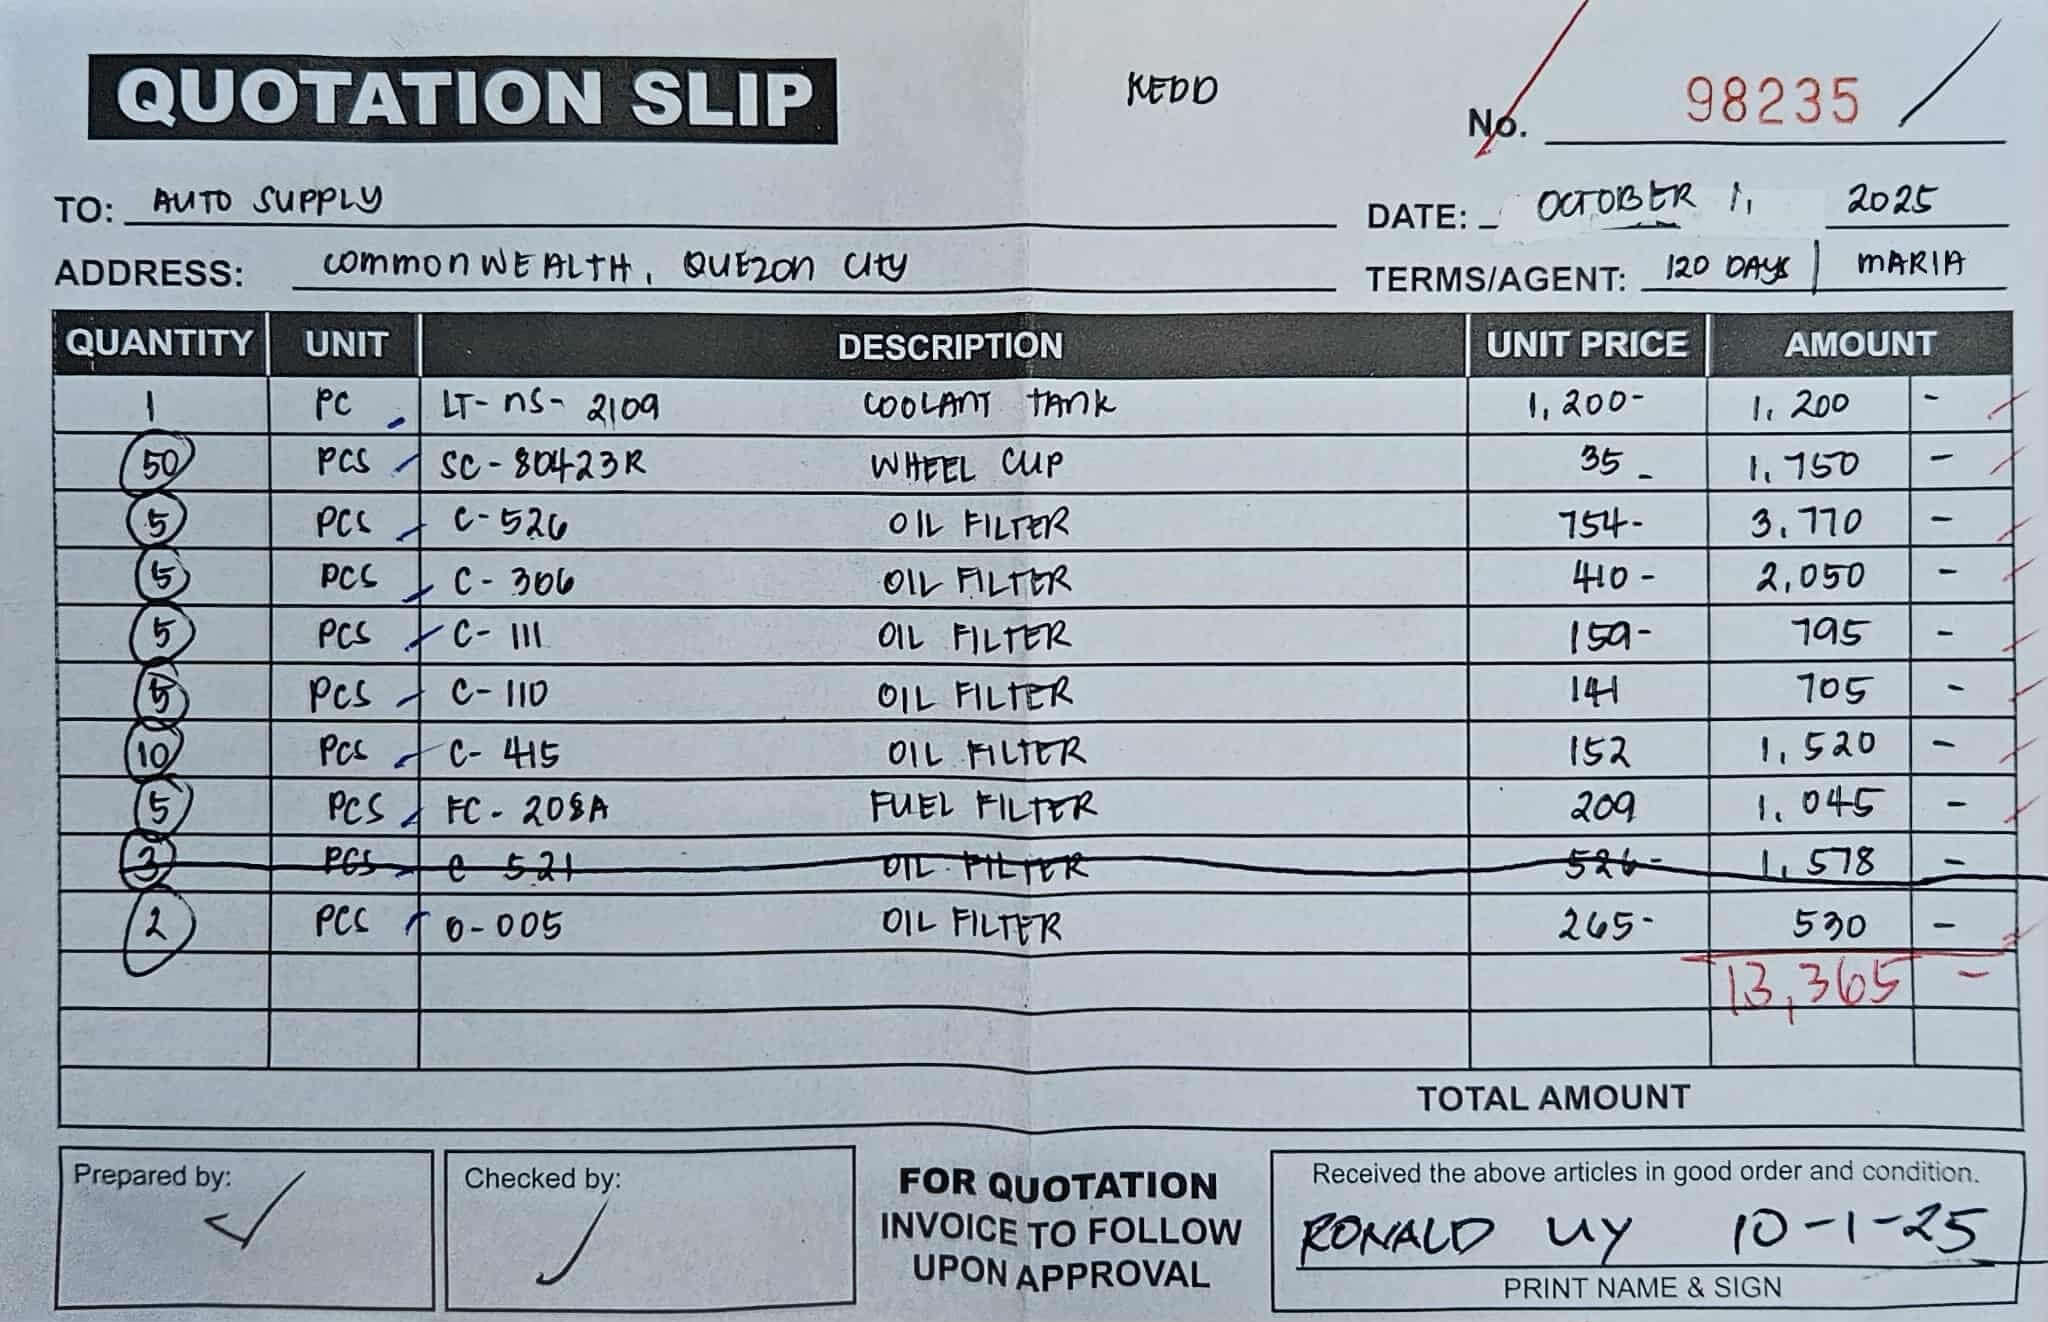 QUOTATION SLIP KEDD No. 98235
TO: AUTO SUPPLY DATE: OCTOBER 1, 2025
ADDRESS: COMMONWEALTH, QUEZON CITY TERMS/AGENT: 120 DAYS | MARIA
QUANTITY UNIT DESCRIPTION UNIT PRICE AMOUNT
1 PC LT-NS-2109 COOLANT TANK 1,200- 1,200 -
50 PCS SC-80423R WHEEL CUP 35- 1,750 -
5 PCS C-526 OIL FILTER 754- 3,770 -
5 PCS C-306 OIL FILTER 410- 2,050 -
5 PCS C-111 OIL FILTER 159- 795 -
5 PCS C-110 OIL FILTER 141 705 -
10 PCS C-415 OIL FILTER 152 1,520 -
5 PCS FC-208A FUEL FILTER 209 1,045 -
3 PCS C-521 OIL FILTER 526- 1,578 -
2 PCS O-005 OIL FILTER 265- 530 -
13,365 -
TOTAL AMOUNT
Prepared by:
Checked by:
FOR QUOTATION
INVOICE TO FOLLOW
UPON APPROVAL
Received the above articles in good order and condition.
RONALD UY 10-1-25
PRINT NAME & SIGN